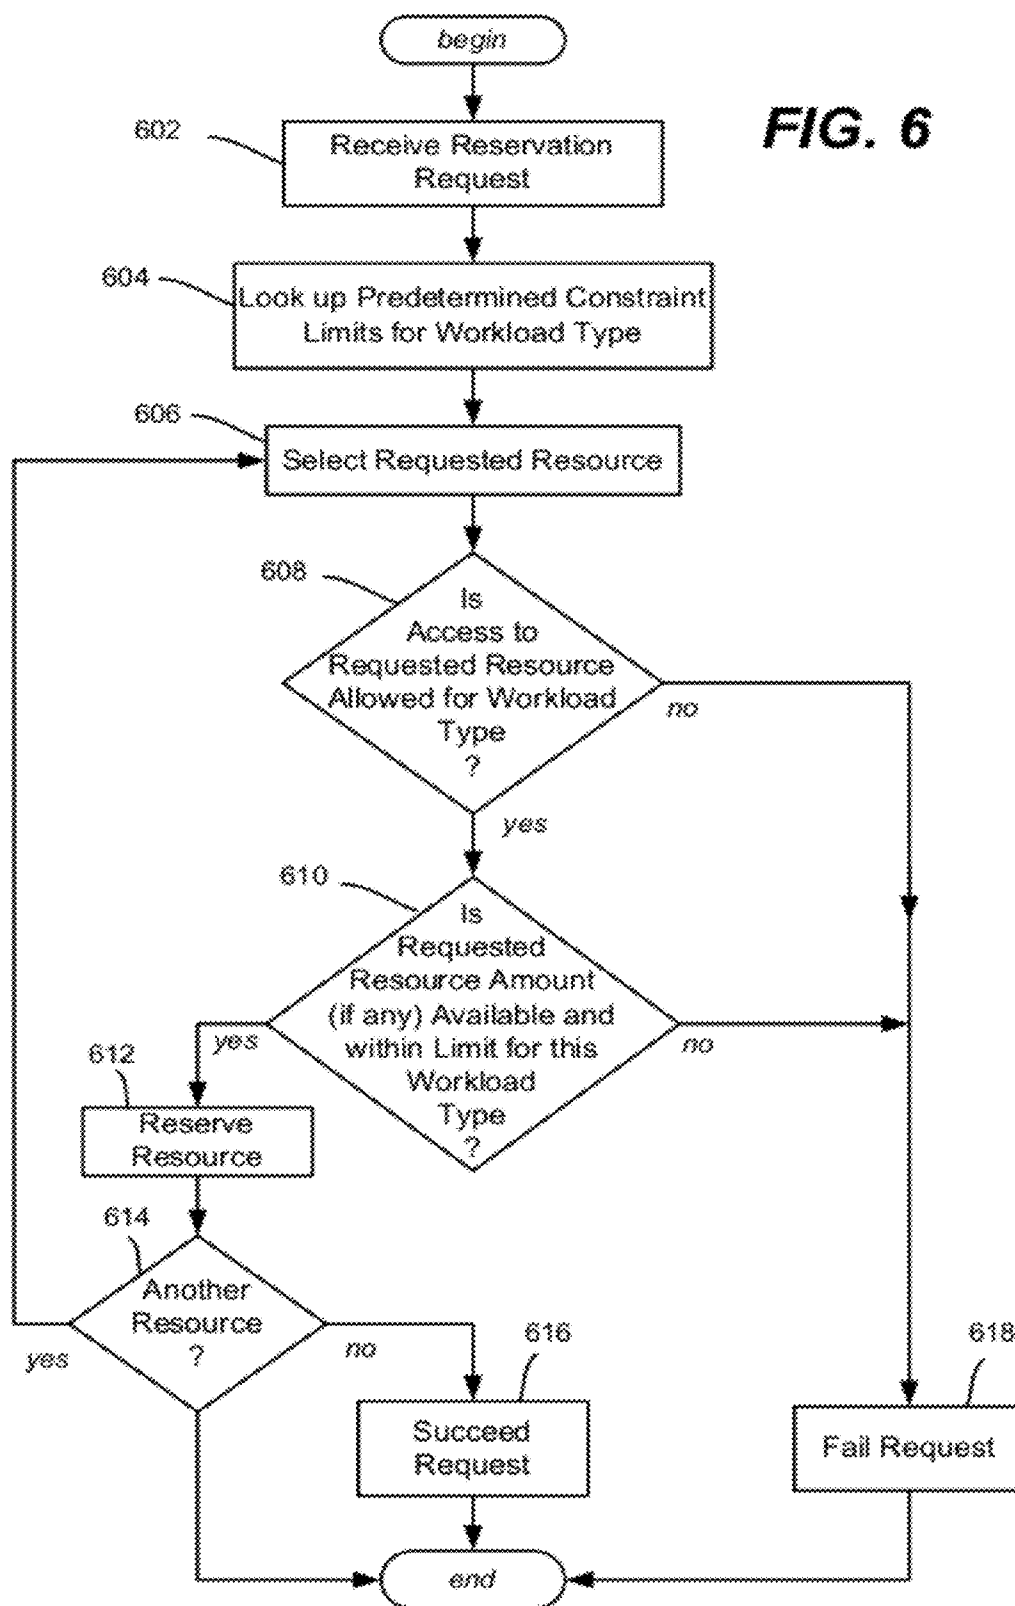 begin
FIG. 6
602
Receive Reservation
Request
604
Look up Predetermined Constraint
Limits for Workload Type
606
Select Requested Resource
608
Is
Access to
Requested Resource
Allowed for Workload
Type
?
no
yes
610
Is
Requested
Resource Amount
(if any) Available and
within Limit for this
Workload
Type
?
yes
no
612
Reserve
Resource
614
Another
Resource
?
yes
no
616
Succeed
Request
618
Fail Request
end